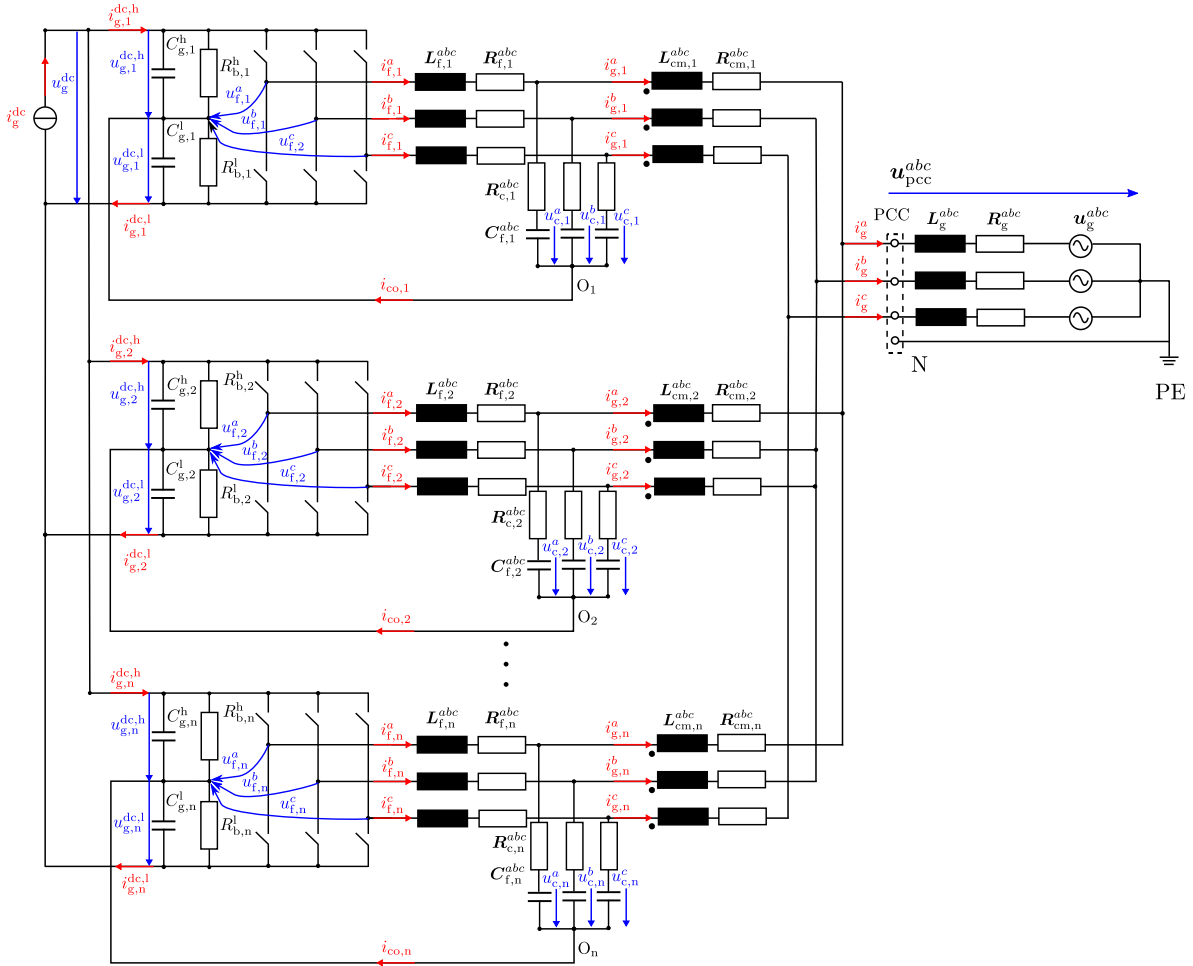 i_g^dc
u_g^dc
i_{g,1}^{dc,h}
u_{g,1}^{dc,h}
C_{g,1}^h
R_{b,1}^h
u_{f,1}^a
u_{f,1}^b
u_{f,2}^c
C_{g,1}^l
R_{b,1}^l
u_{g,1}^{dc,l}
i_{g,1}^{dc,l}
i_{f,1}^a
i_{f,1}^b
i_{f,1}^c
L_{f,1}^{abc}
R_{f,1}^{abc}
i_{g,1}^a
i_{g,1}^b
i_{g,1}^c
L_{cm,1}^{abc}
R_{cm,1}^{abc}
R_{c,1}^{abc}
C_{f,1}^{abc}
u_{c,1}^a
u_{c,1}^b
u_{c,1}^c
O_1
i_{co,1}
u_{pcc}^{abc}
PCC
L_g^{abc}
R_g^{abc}
u_g^{abc}
i_g^a
i_g^b
i_g^c
N
PE
i_{g,2}^{dc,h}
u_{g,2}^{dc,h}
C_{g,2}^h
R_{b,2}^h
u_{f,2}^a
u_{f,2}^b
u_{f,2}^c
C_{g,2}^l
R_{b,2}^l
u_{g,2}^{dc,l}
i_{g,2}^{dc,l}
i_{f,2}^a
i_{f,2}^b
i_{f,2}^c
L_{f,2}^{abc}
R_{f,2}^{abc}
i_{g,2}^a
i_{g,2}^b
i_{g,2}^c
L_{cm,2}^{abc}
R_{cm,2}^{abc}
R_{c,2}^{abc}
C_{f,2}^{abc}
u_{c,2}^a
u_{c,2}^b
u_{c,2}^c
O_2
i_{co,2}
i_{g,n}^{dc,h}
u_{g,n}^{dc,h}
C_{g,n}^h
R_{b,n}^h
u_{f,n}^a
u_{f,n}^b
u_{f,n}^c
C_{g,n}^l
R_{b,n}^l
u_{g,n}^{dc,l}
i_{g,n}^{dc,l}
i_{f,n}^a
i_{f,n}^b
i_{f,n}^c
L_{f,n}^{abc}
R_{f,n}^{abc}
i_{g,n}^a
i_{g,n}^b
i_{g,n}^c
L_{cm,n}^{abc}
R_{cm,n}^{abc}
R_{c,n}^{abc}
C_{f,n}^{abc}
u_{c,n}^a
u_{c,n}^b
u_{c,n}^c
O_n
i_{co,n}